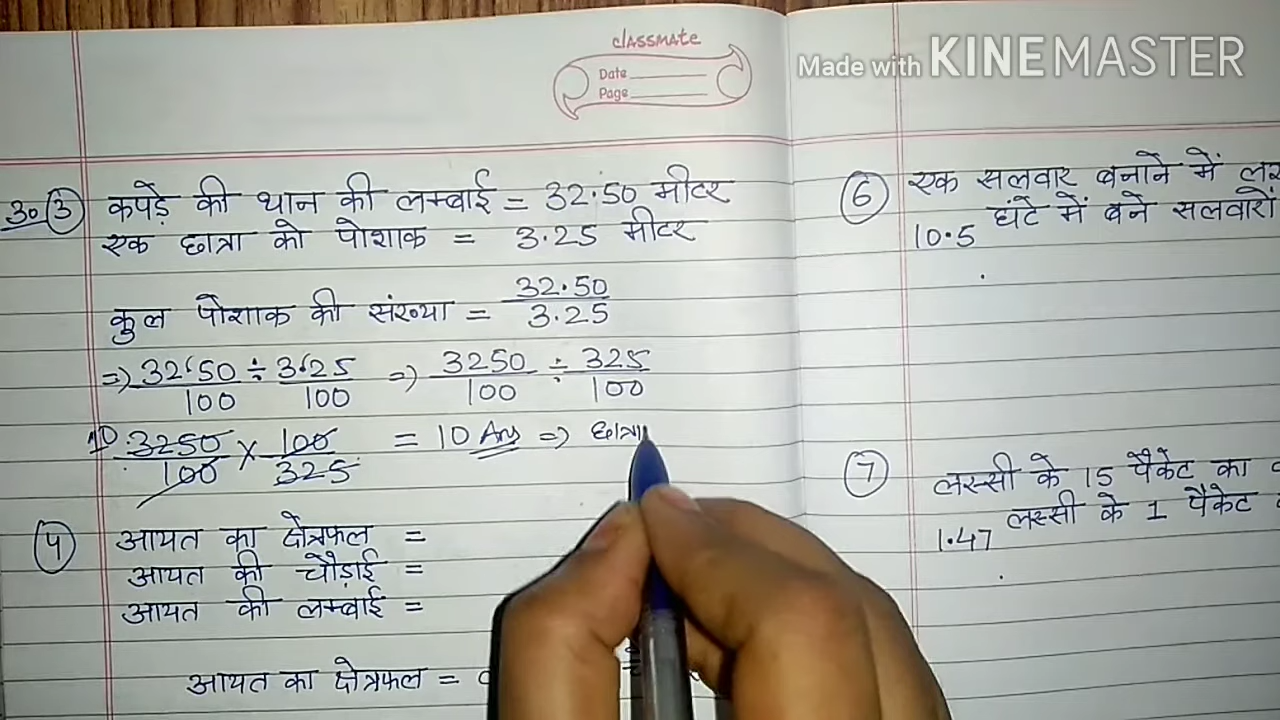 classmate
Date
Page
Made with KINEMASTER
उ० ③ कपड़े की थान की लम्बाई = 32.50 मीटर
एक छात्रा को पोशाक = 3.25 मीटर
कुल पोशाक की संख्या = 32.50 / 3.25
=> 32.50 / 100 ÷ 3.25 / 100 => 3250 / 100 ÷ 325 / 100
10 3250 / 100 × 100 / 325 = 10 Ans => छात्रा
④ आयत का क्षेत्रफल =
आयत की चौड़ाई =
आयत की लम्बाई =
आयत का क्षेत्रफल =
⑥ एक सलवार बनाने में
10.5 घंटे में बने सलवारों
⑦ लस्सी के 15 पैकेट का
1.47 लस्सी के 1 पैकेट